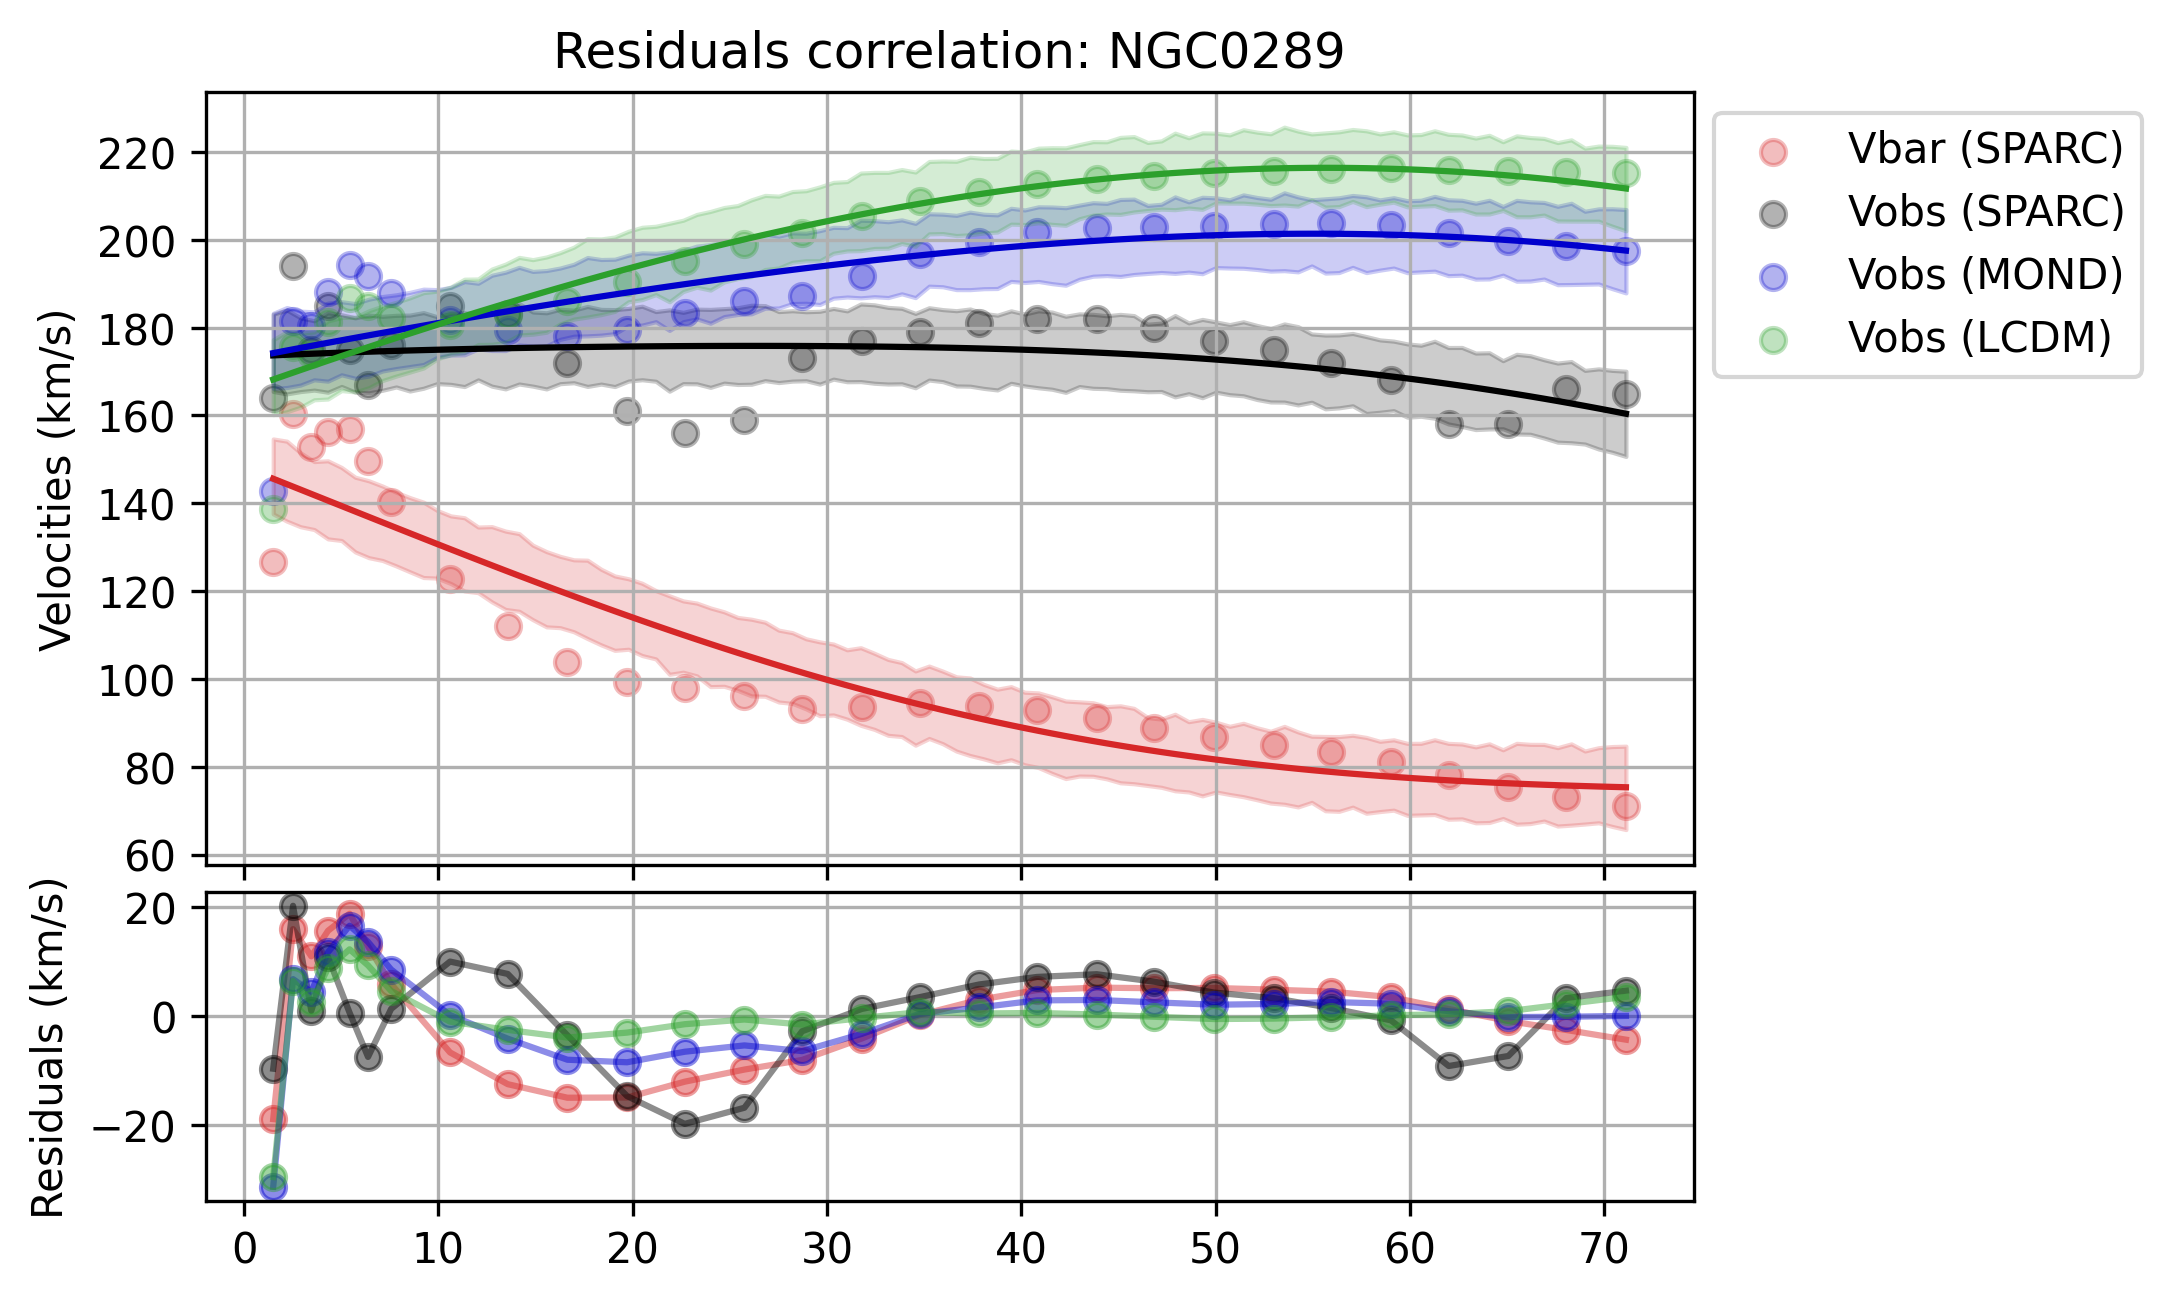 Residuals correlation: NGC0289
Velocities (km/s)
220
200
180
160
140
120
100
80
60
Vbar (SPARC)
Vobs (SPARC)
Vobs (MOND)
Vobs (LCDM)
Residuals (km/s)
20
0
−20
0 10 20 30 40 50 60 70